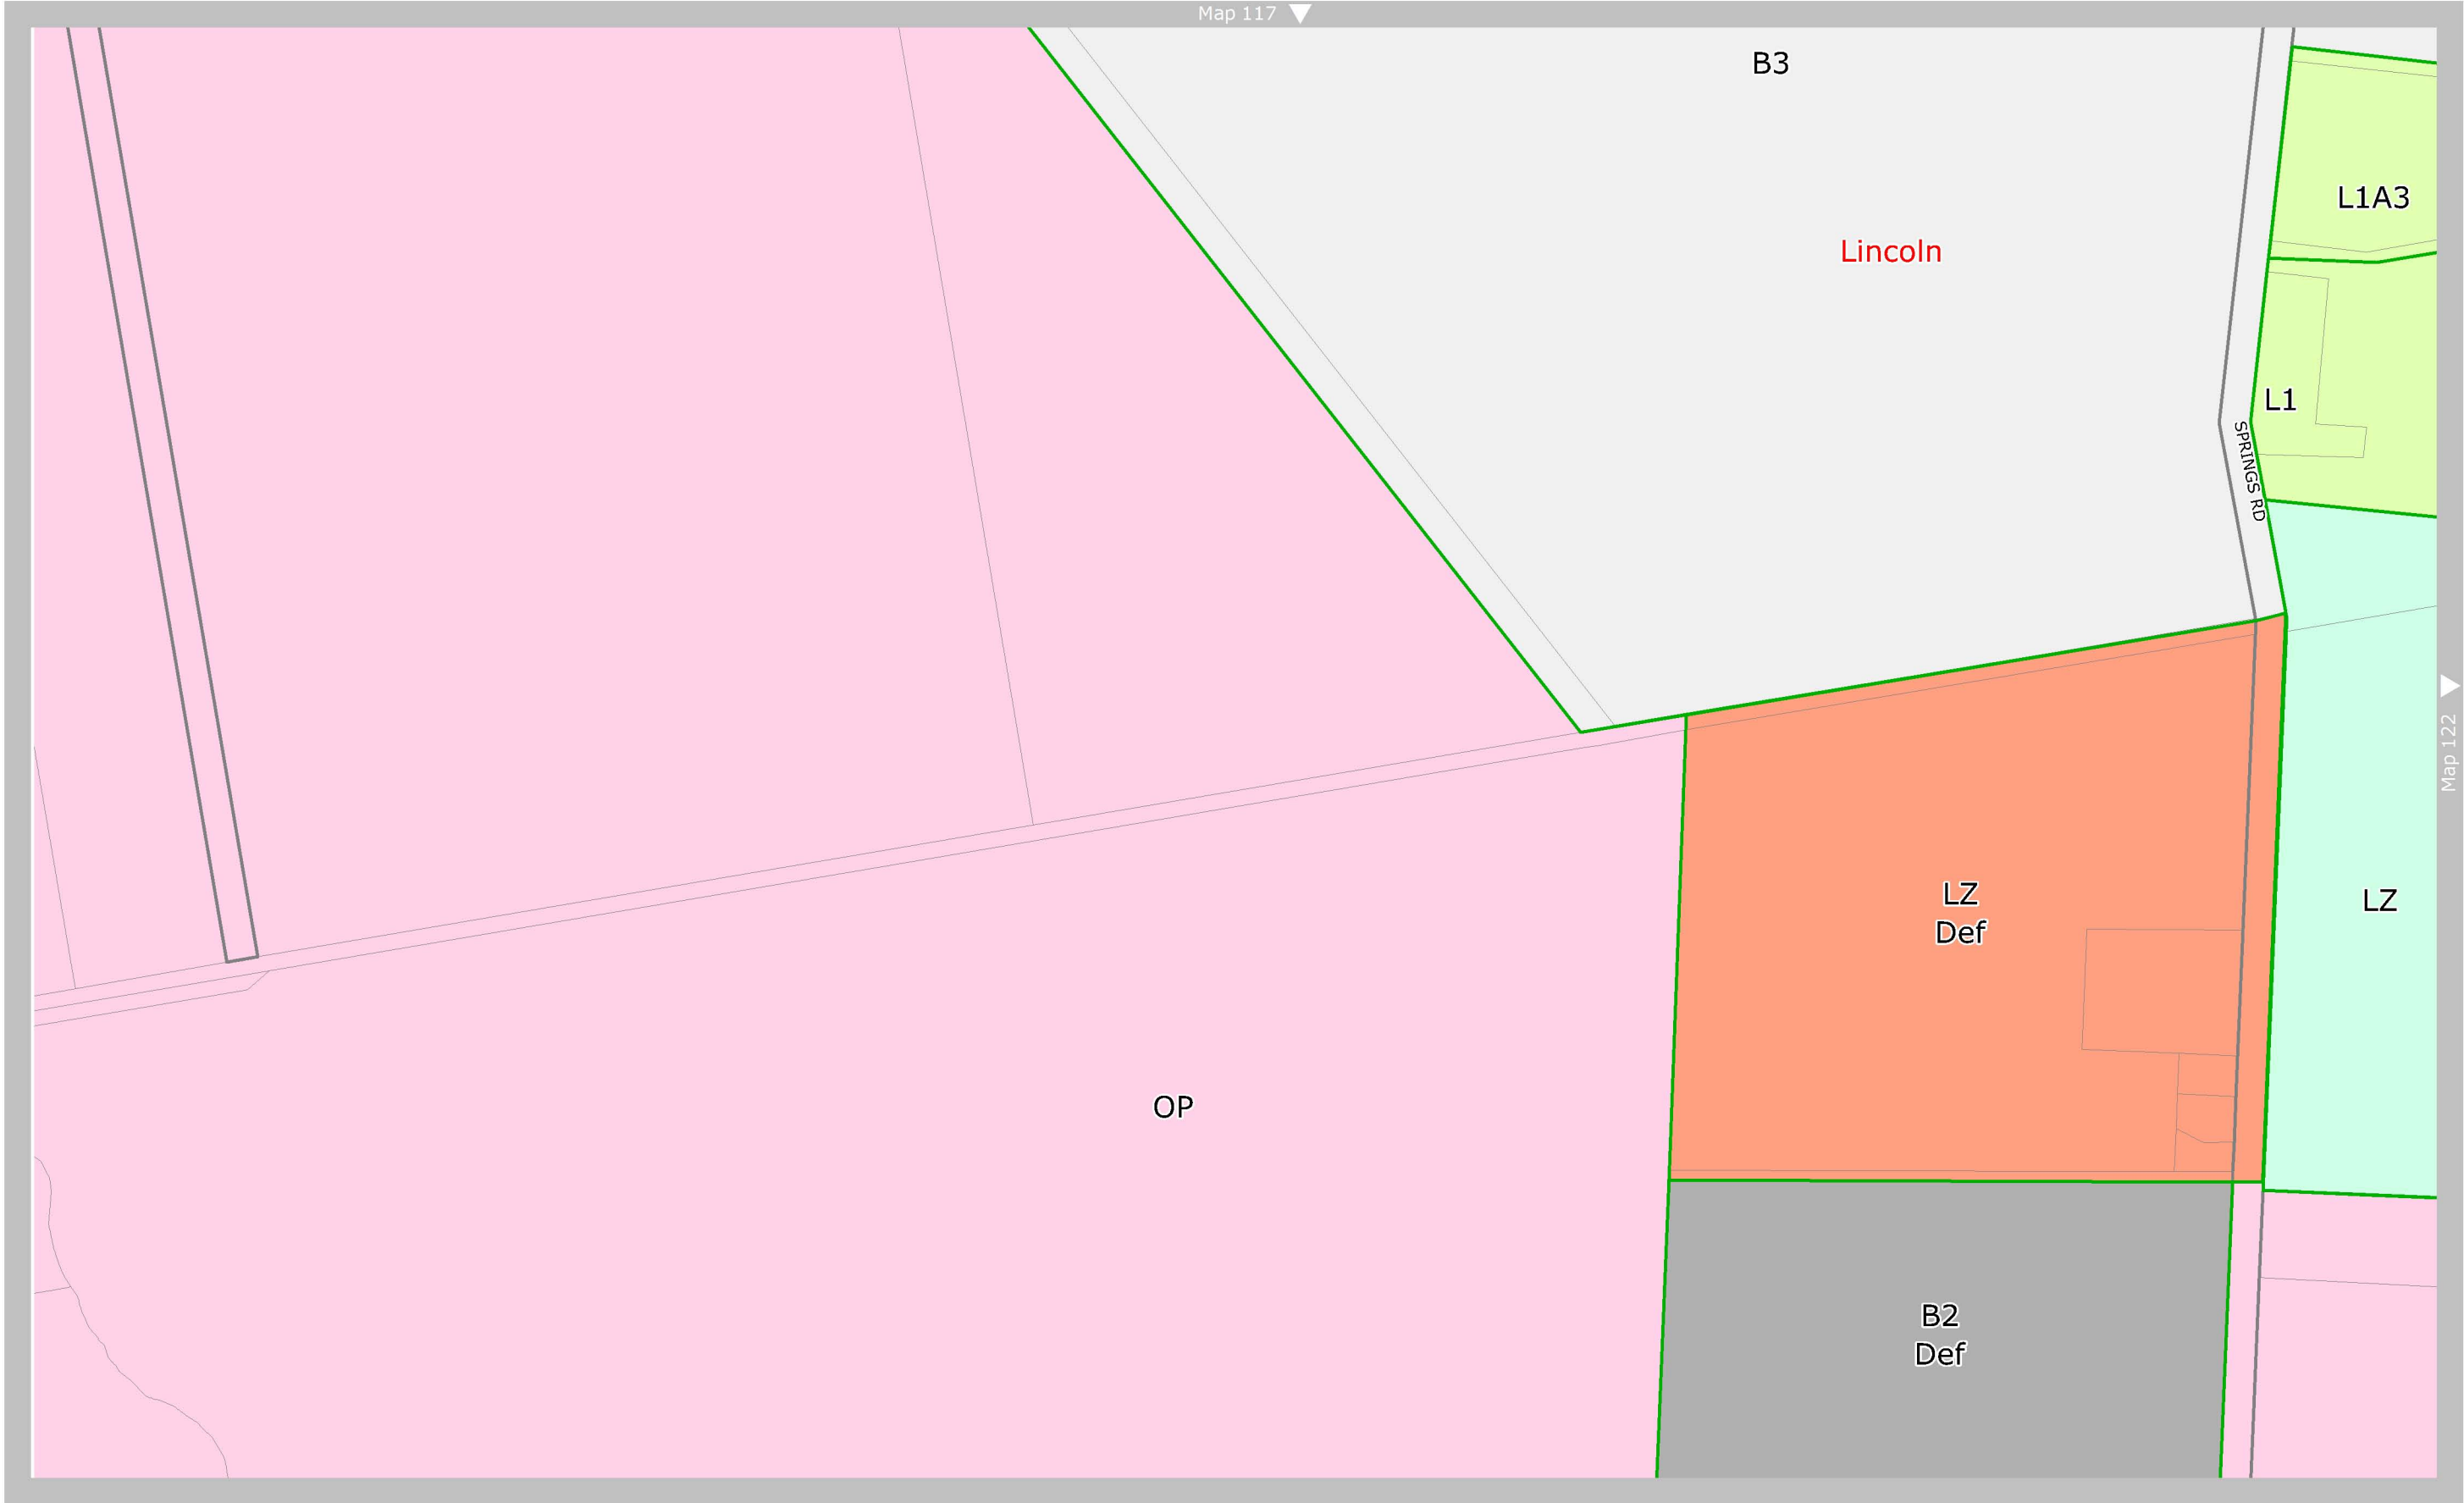 Map 117
B3
L1A3
Lincoln
L1
SPRINGS RD
Map 122
LZ
Def
LZ
OP
B2
Def